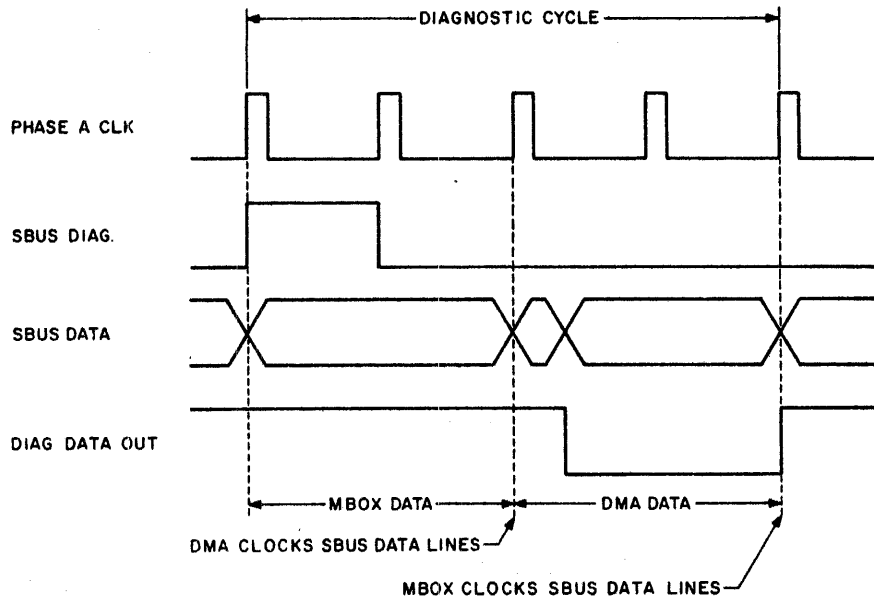 DIAGNOSTIC CYCLE
PHASE A CLK
SBUS DIAG.
SBUS DATA
DIAG DATA OUT
MBOX DATA
DMA DATA
DMA CLOCKS SBUS DATA LINES
MBOX CLOCKS SBUS DATA LINES